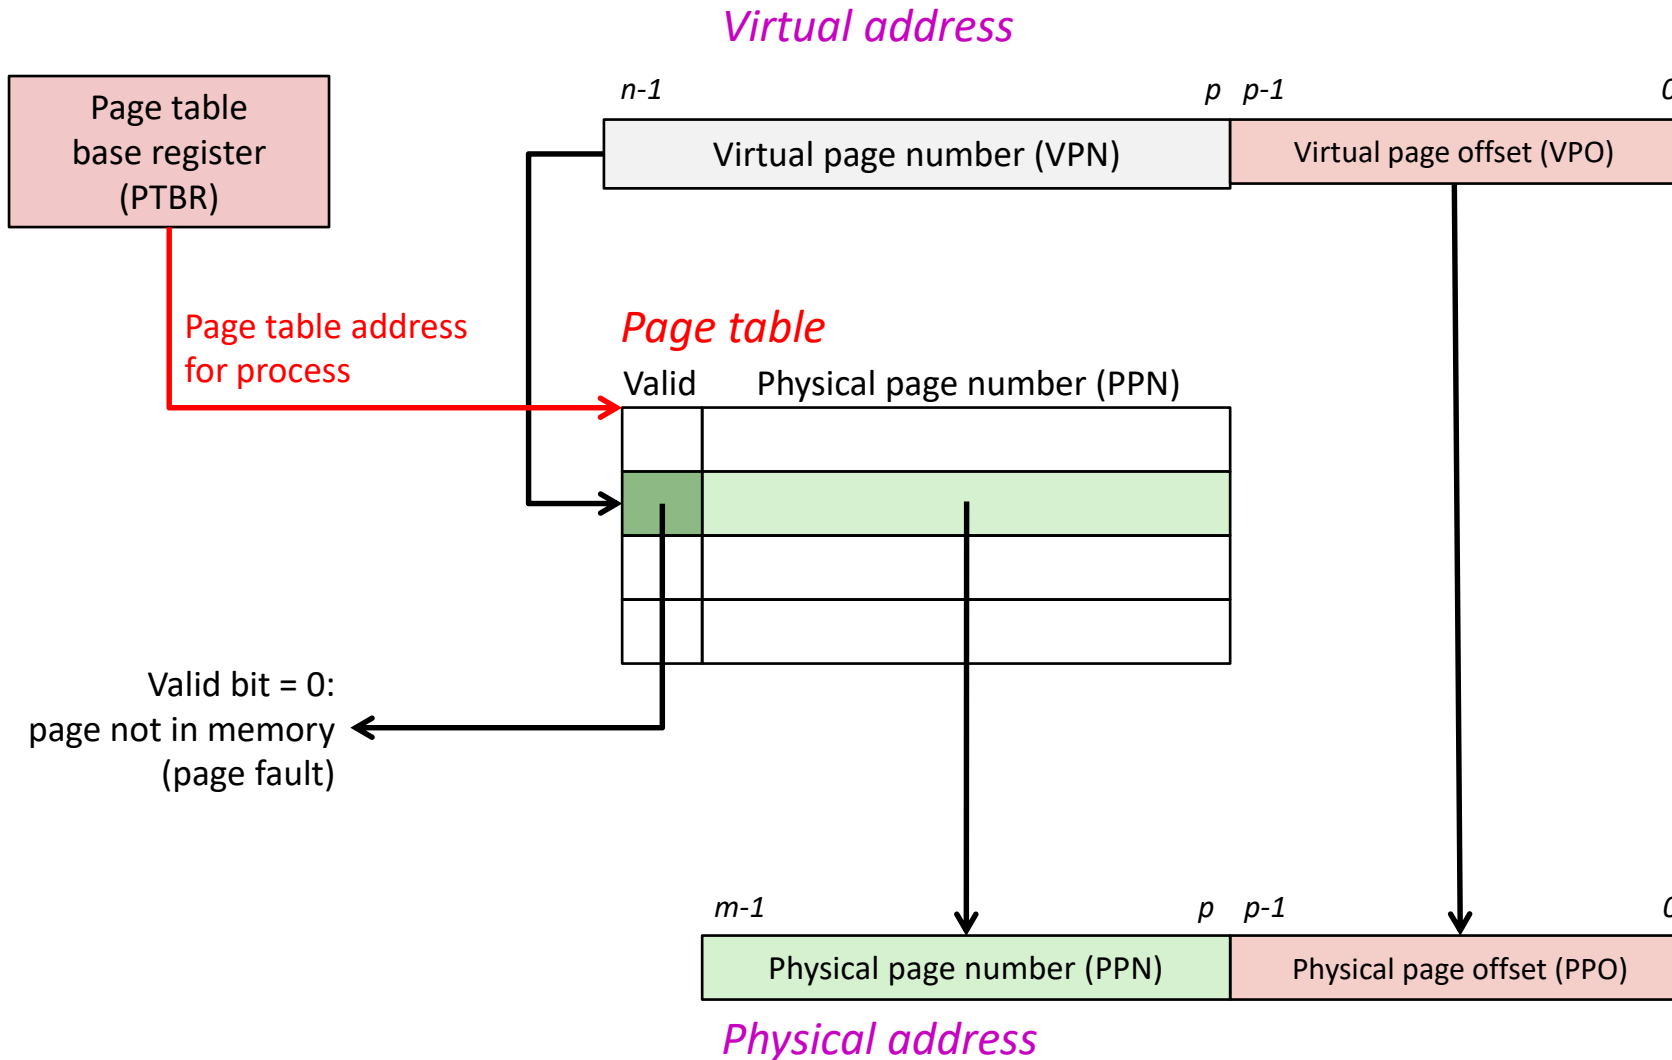 Virtual address
n-1 p p-1 0
Page table
base register
(PTBR)
Virtual page number (VPN) Virtual page offset (VPO)
Page table address
for process
Page table
Valid Physical page number (PPN)
Valid bit = 0:
page not in memory
(page fault)
m-1 p p-1 0
Physical page number (PPN) Physical page offset (PPO)
Physical address